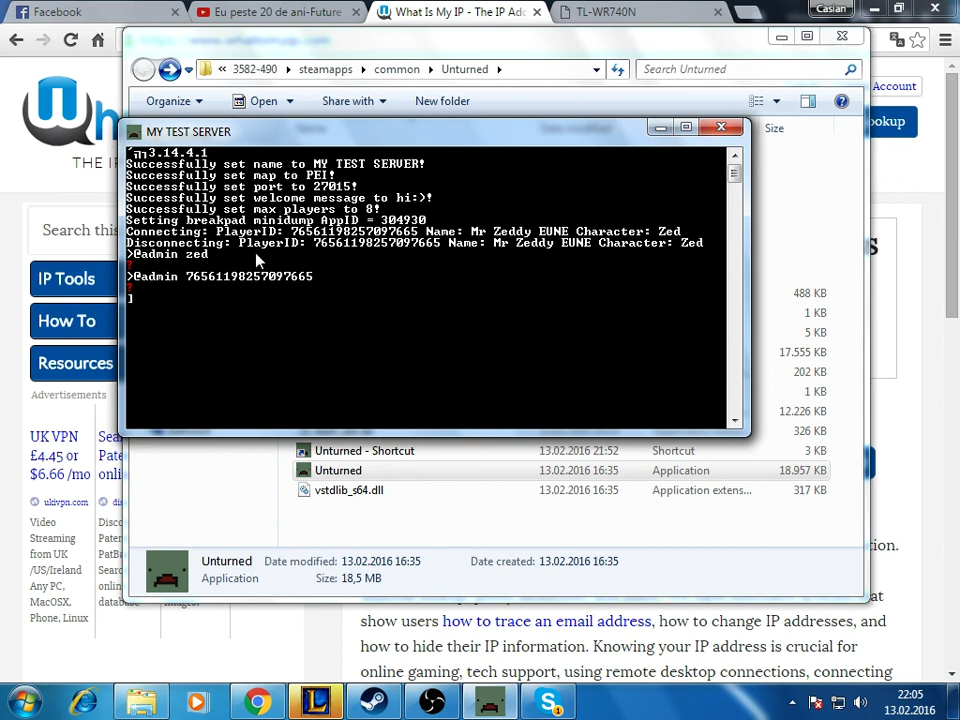 Facebook
Eu peste 20 de ani-Future
What Is My IP - The IP Add
TL-WR740N
Casian
Account
THE IP
Search this
IP Tools
How To
Resources
Advertisements
UK VPN
£4.45 or
$6.66 /mo
ukivpn.com
Video
Streaming
from UK
/US/Ireland
Any PC,
MacOSX,
Phone, Linux
3582-490
steamapps
common
Unturned
Search Unturned
Organize
Open
Share with
New folder
Size
MY TEST SERVER
3.14.4.1
Successfully set name to MY TEST SERVER!
Successfully set map to PEI!
Successfully set port to 27015!
Successfully set welcome message to hi:)!
Successfully set max players to 8!
Setting breakpad minidump AppID = 304930
Connecting: PlayerID: 76561198257097665 Name: Mr Zeddy EUNE Character: Zed
Disconnecting: PlayerID: 76561198257097665 Name: Mr Zeddy EUNE Character: Zed
>@admin zed
?
>@admin 76561198257097665
?
]
488 KB
1 KB
5 KB
17.555 KB
202 KB
1 KB
12.226 KB
326 KB
Unturned - Shortcut 13.02.2016 21:52 Shortcut 3 KB
Unturned 13.02.2016 16:35 Application 18.957 KB
vstdlib_s64.dll 13.02.2016 16:35 Application extens... 317 KB
Unturned Date modified: 13.02.2016 16:35 Date created: 13.02.2016 16:35
Application Size: 18,5 MB
show users how to trace an email address, how to change IP addresses, and
how to hide their IP information. Knowing your IP address is crucial for
online gaming, tech support, using remote desktop connections, connecting
22:05
13.02.2016